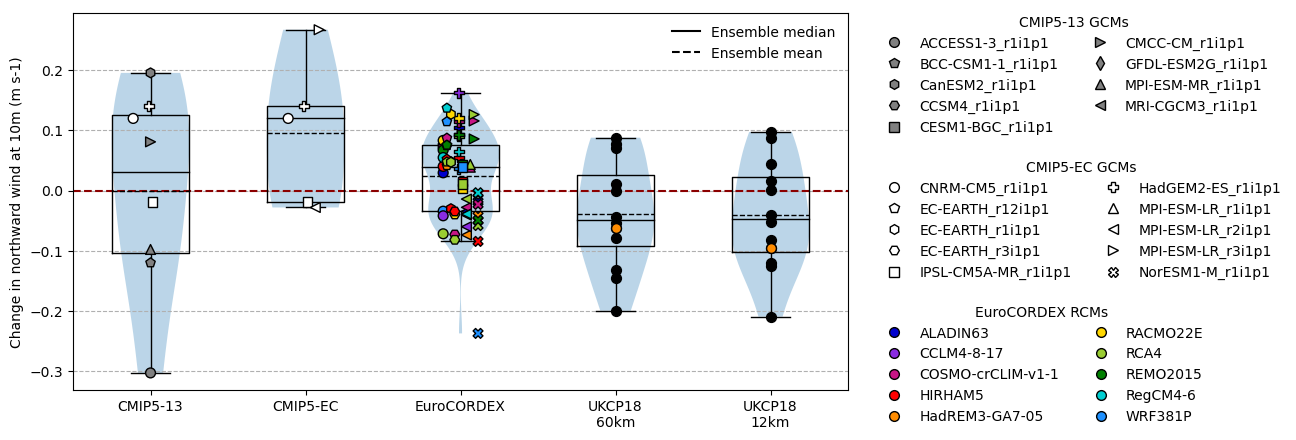 Change in northward wind at 10m (m s-1)
0.2
0.1
0.0
−0.1
−0.2
−0.3
CMIP5-13
CMIP5-EC
EuroCORDEX
UKCP18
60km
UKCP18
12km
Ensemble median
Ensemble mean
CMIP5-13 GCMs
ACCESS1-3_r1i1p1
BCC-CSM1-1_r1i1p1
CanESM2_r1i1p1
CCSM4_r1i1p1
CESM1-BGC_r1i1p1
CMCC-CM_r1i1p1
GFDL-ESM2G_r1i1p1
MPI-ESM-MR_r1i1p1
MRI-CGCM3_r1i1p1
CMIP5-EC GCMs
CNRM-CM5_r1i1p1
EC-EARTH_r12i1p1
EC-EARTH_r1i1p1
EC-EARTH_r3i1p1
IPSL-CM5A-MR_r1i1p1
HadGEM2-ES_r1i1p1
MPI-ESM-LR_r1i1p1
MPI-ESM-LR_r2i1p1
MPI-ESM-LR_r3i1p1
NorESM1-M_r1i1p1
EuroCORDEX RCMs
ALADIN63
CCLM4-8-17
COSMO-crCLIM-v1-1
HIRHAM5
HadREM3-GA7-05
RACMO22E
RCA4
REMO2015
RegCM4-6
WRF381P